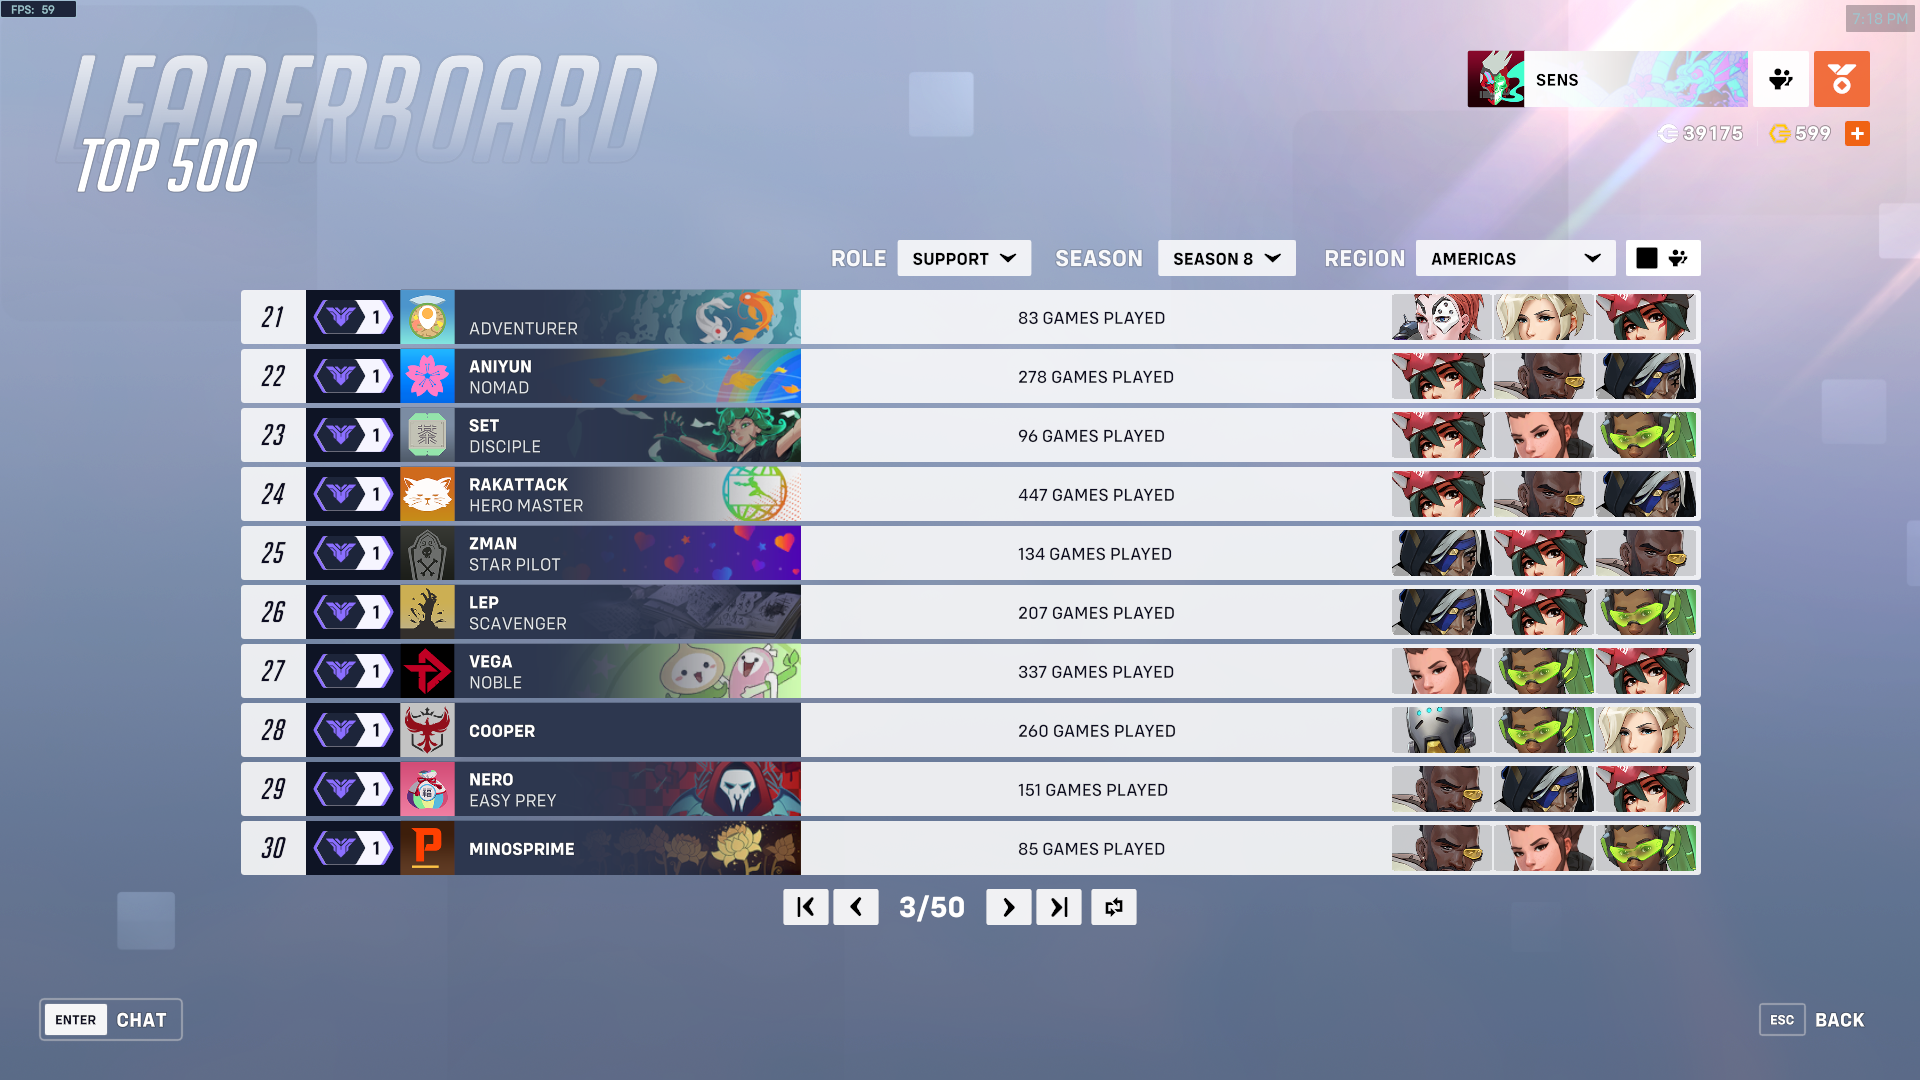 FPS: 59
7:18 PM
LEADERBOARD
TOP 500
SENS
39175
599
ROLE SUPPORT SEASON SEASON 8 REGION AMERICAS
21 1 ADVENTURER 83 GAMES PLAYED
22 1 ANIYUN 278 GAMES PLAYED
NOMAD
23 1 SET 96 GAMES PLAYED
DISCIPLE
24 1 RAKATTACK 447 GAMES PLAYED
HERO MASTER
25 1 ZMAN 134 GAMES PLAYED
STAR PILOT
26 1 LEP 207 GAMES PLAYED
SCAVENGER
27 1 VEGA 337 GAMES PLAYED
NOBLE
28 1 COOPER 260 GAMES PLAYED
29 1 NERO 151 GAMES PLAYED
EASY PREY
30 1 MINOSPRIME 85 GAMES PLAYED
3/50
ENTER CHAT
ESC BACK